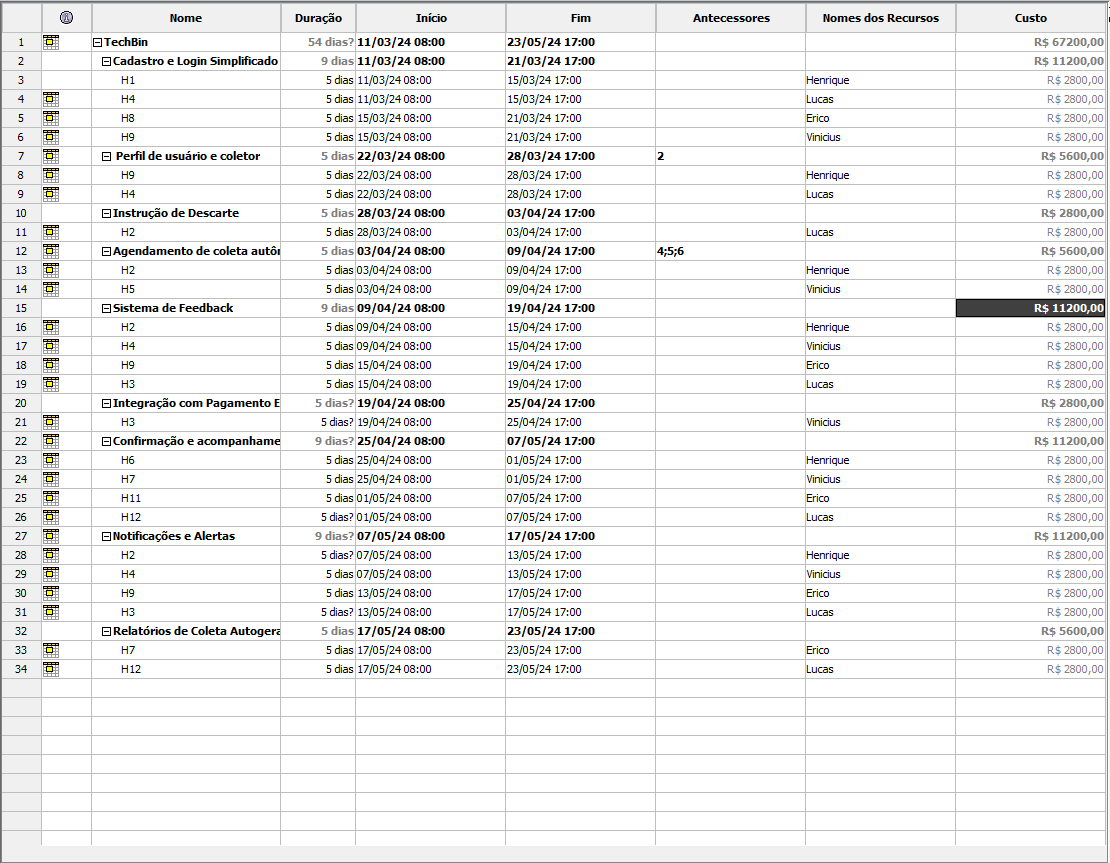 Nome Duração Início Fim Antecessores Nomes dos Recursos Custo
1 TechBin 54 dias? 11/03/24 08:00 23/05/24 17:00 R$ 67200,00
2 Cadastro e Login Simplificado 9 dias 11/03/24 08:00 21/03/24 17:00 R$ 11200,00
3 H1 5 dias 11/03/24 08:00 15/03/24 17:00 Henrique R$ 2800,00
4 H4 5 dias 11/03/24 08:00 15/03/24 17:00 Lucas R$ 2800,00
5 H8 5 dias 15/03/24 08:00 21/03/24 17:00 Erico R$ 2800,00
6 H9 5 dias 15/03/24 08:00 21/03/24 17:00 Vinicius R$ 2800,00
7 Perfil de usuário e coletor 5 dias 22/03/24 08:00 28/03/24 17:00 2 R$ 5600,00
8 H9 5 dias 22/03/24 08:00 28/03/24 17:00 Henrique R$ 2800,00
9 H4 5 dias 22/03/24 08:00 28/03/24 17:00 Lucas R$ 2800,00
10 Instrução de Descarte 5 dias 28/03/24 08:00 03/04/24 17:00 R$ 2800,00
11 H2 5 dias 28/03/24 08:00 03/04/24 17:00 Lucas R$ 2800,00
12 Agendamento de coleta autôn 5 dias 03/04/24 08:00 09/04/24 17:00 4;5;6 R$ 5600,00
13 H2 5 dias 03/04/24 08:00 09/04/24 17:00 Henrique R$ 2800,00
14 H5 5 dias 03/04/24 08:00 09/04/24 17:00 Vinicius R$ 2800,00
15 Sistema de Feedback 9 dias 09/04/24 08:00 19/04/24 17:00 R$ 11200,00
16 H2 5 dias 09/04/24 08:00 15/04/24 17:00 Henrique R$ 2800,00
17 H4 5 dias 09/04/24 08:00 15/04/24 17:00 Vinicius R$ 2800,00
18 H9 5 dias 15/04/24 08:00 19/04/24 17:00 Erico R$ 2800,00
19 H3 5 dias 15/04/24 08:00 19/04/24 17:00 Lucas R$ 2800,00
20 Integração com Pagamento E 5 dias? 19/04/24 08:00 25/04/24 17:00 R$ 2800,00
21 H3 5 dias? 19/04/24 08:00 25/04/24 17:00 Vinicius R$ 2800,00
22 Confirmação e acompanhame 9 dias? 25/04/24 08:00 07/05/24 17:00 R$ 11200,00
23 H6 5 dias 25/04/24 08:00 01/05/24 17:00 Henrique R$ 2800,00
24 H7 5 dias 25/04/24 08:00 01/05/24 17:00 Vinicius R$ 2800,00
25 H11 5 dias 01/05/24 08:00 07/05/24 17:00 Erico R$ 2800,00
26 H12 5 dias? 01/05/24 08:00 07/05/24 17:00 Lucas R$ 2800,00
27 Notificações e Alertas 9 dias? 07/05/24 08:00 17/05/24 17:00 R$ 11200,00
28 H2 5 dias? 07/05/24 08:00 13/05/24 17:00 Henrique R$ 2800,00
29 H4 5 dias 07/05/24 08:00 13/05/24 17:00 Vinicius R$ 2800,00
30 H9 5 dias 13/05/24 08:00 17/05/24 17:00 Erico R$ 2800,00
31 H3 5 dias? 13/05/24 08:00 17/05/24 17:00 Lucas R$ 2800,00
32 Relatórios de Coleta Autogera 5 dias 17/05/24 08:00 23/05/24 17:00 R$ 5600,00
33 H7 5 dias 17/05/24 08:00 23/05/24 17:00 Erico R$ 2800,00
34 H12 5 dias 17/05/24 08:00 23/05/24 17:00 Lucas R$ 2800,00